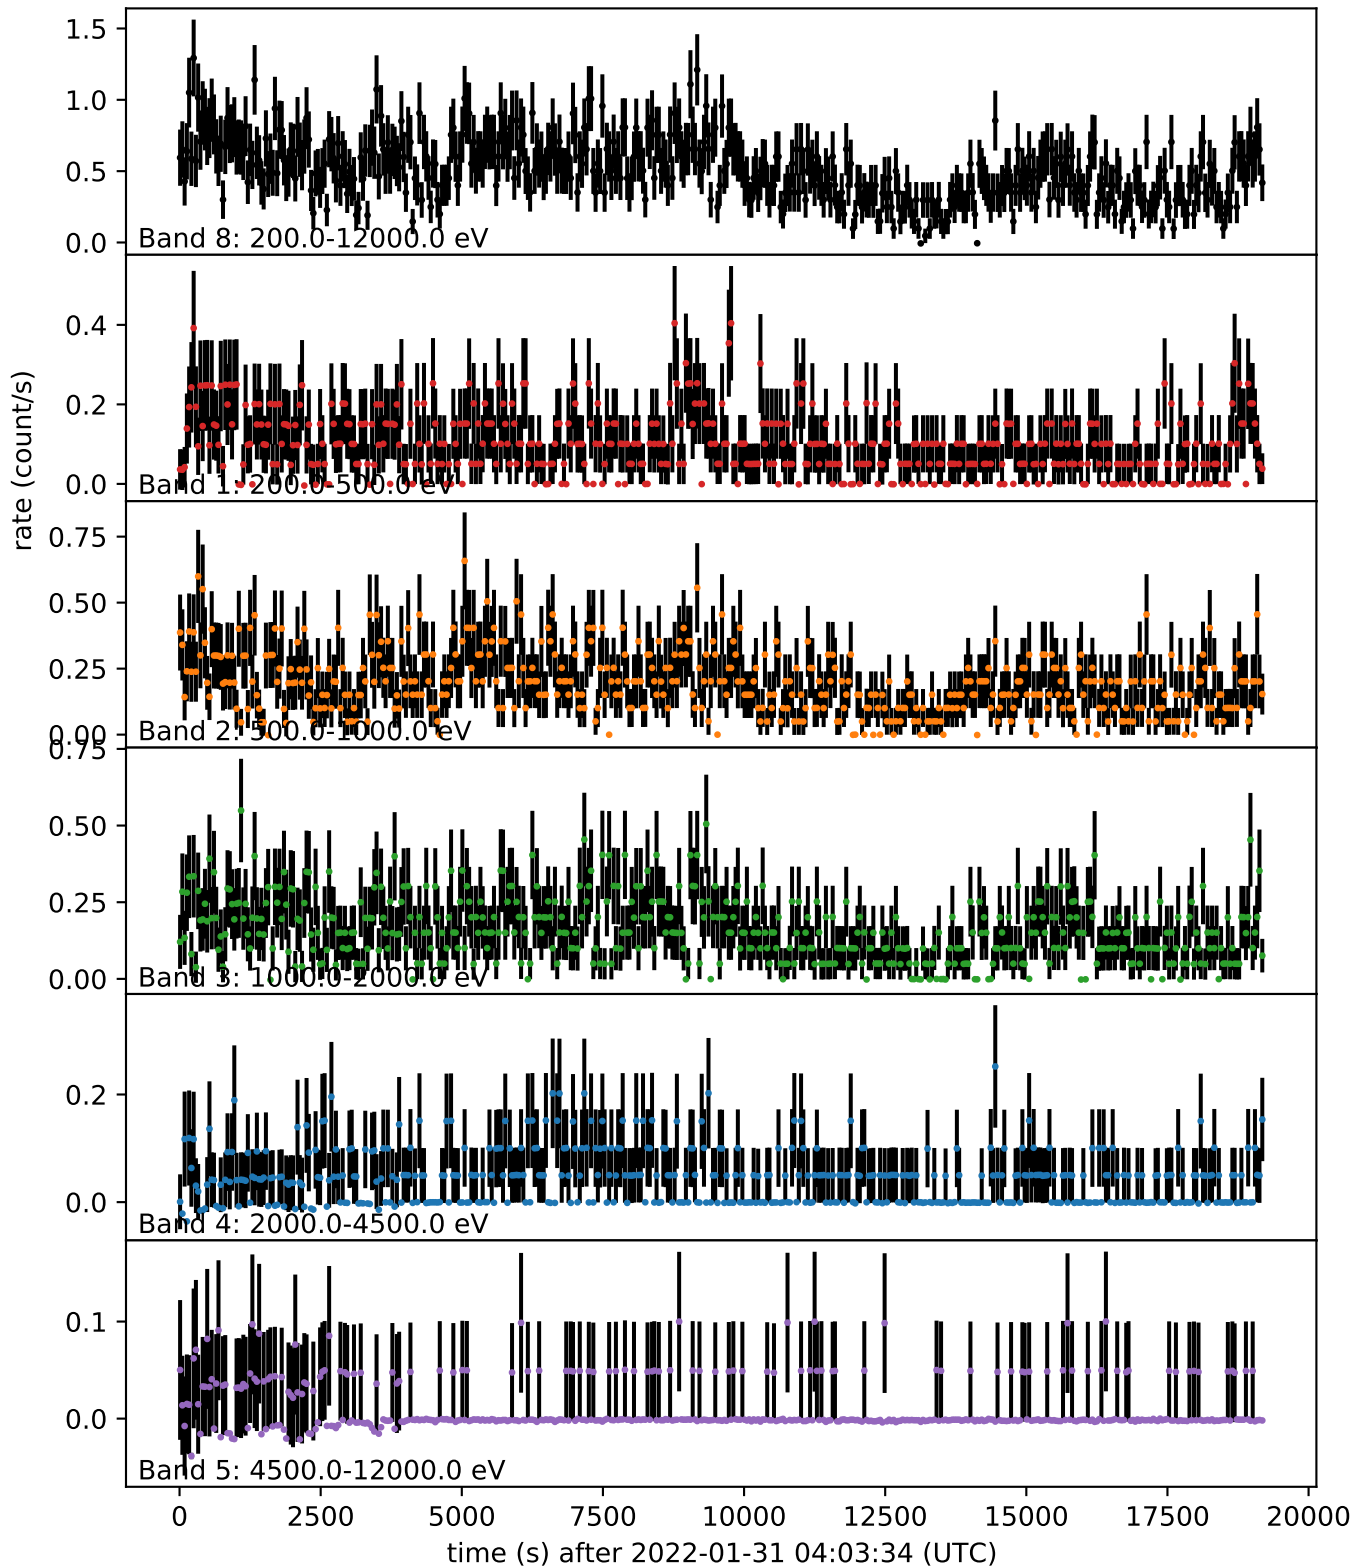 1.5
1.0
0.5
0.0
Band 8: 200.0-12000.0 eV
0.4
0.2
0.0
Band 1: 200.0-500.0 eV
rate (count/s)
0.75
0.50
0.25
0.00
Band 2: 500.0-1000.0 eV
0.75
0.50
0.25
0.00
Band 3: 1000.0-2000.0 eV
0.2
0.0
Band 4: 2000.0-4500.0 eV
0.1
0.0
Band 5: 4500.0-12000.0 eV
0 2500 5000 7500 10000 12500 15000 17500 20000
time (s) after 2022-01-31 04:03:34 (UTC)